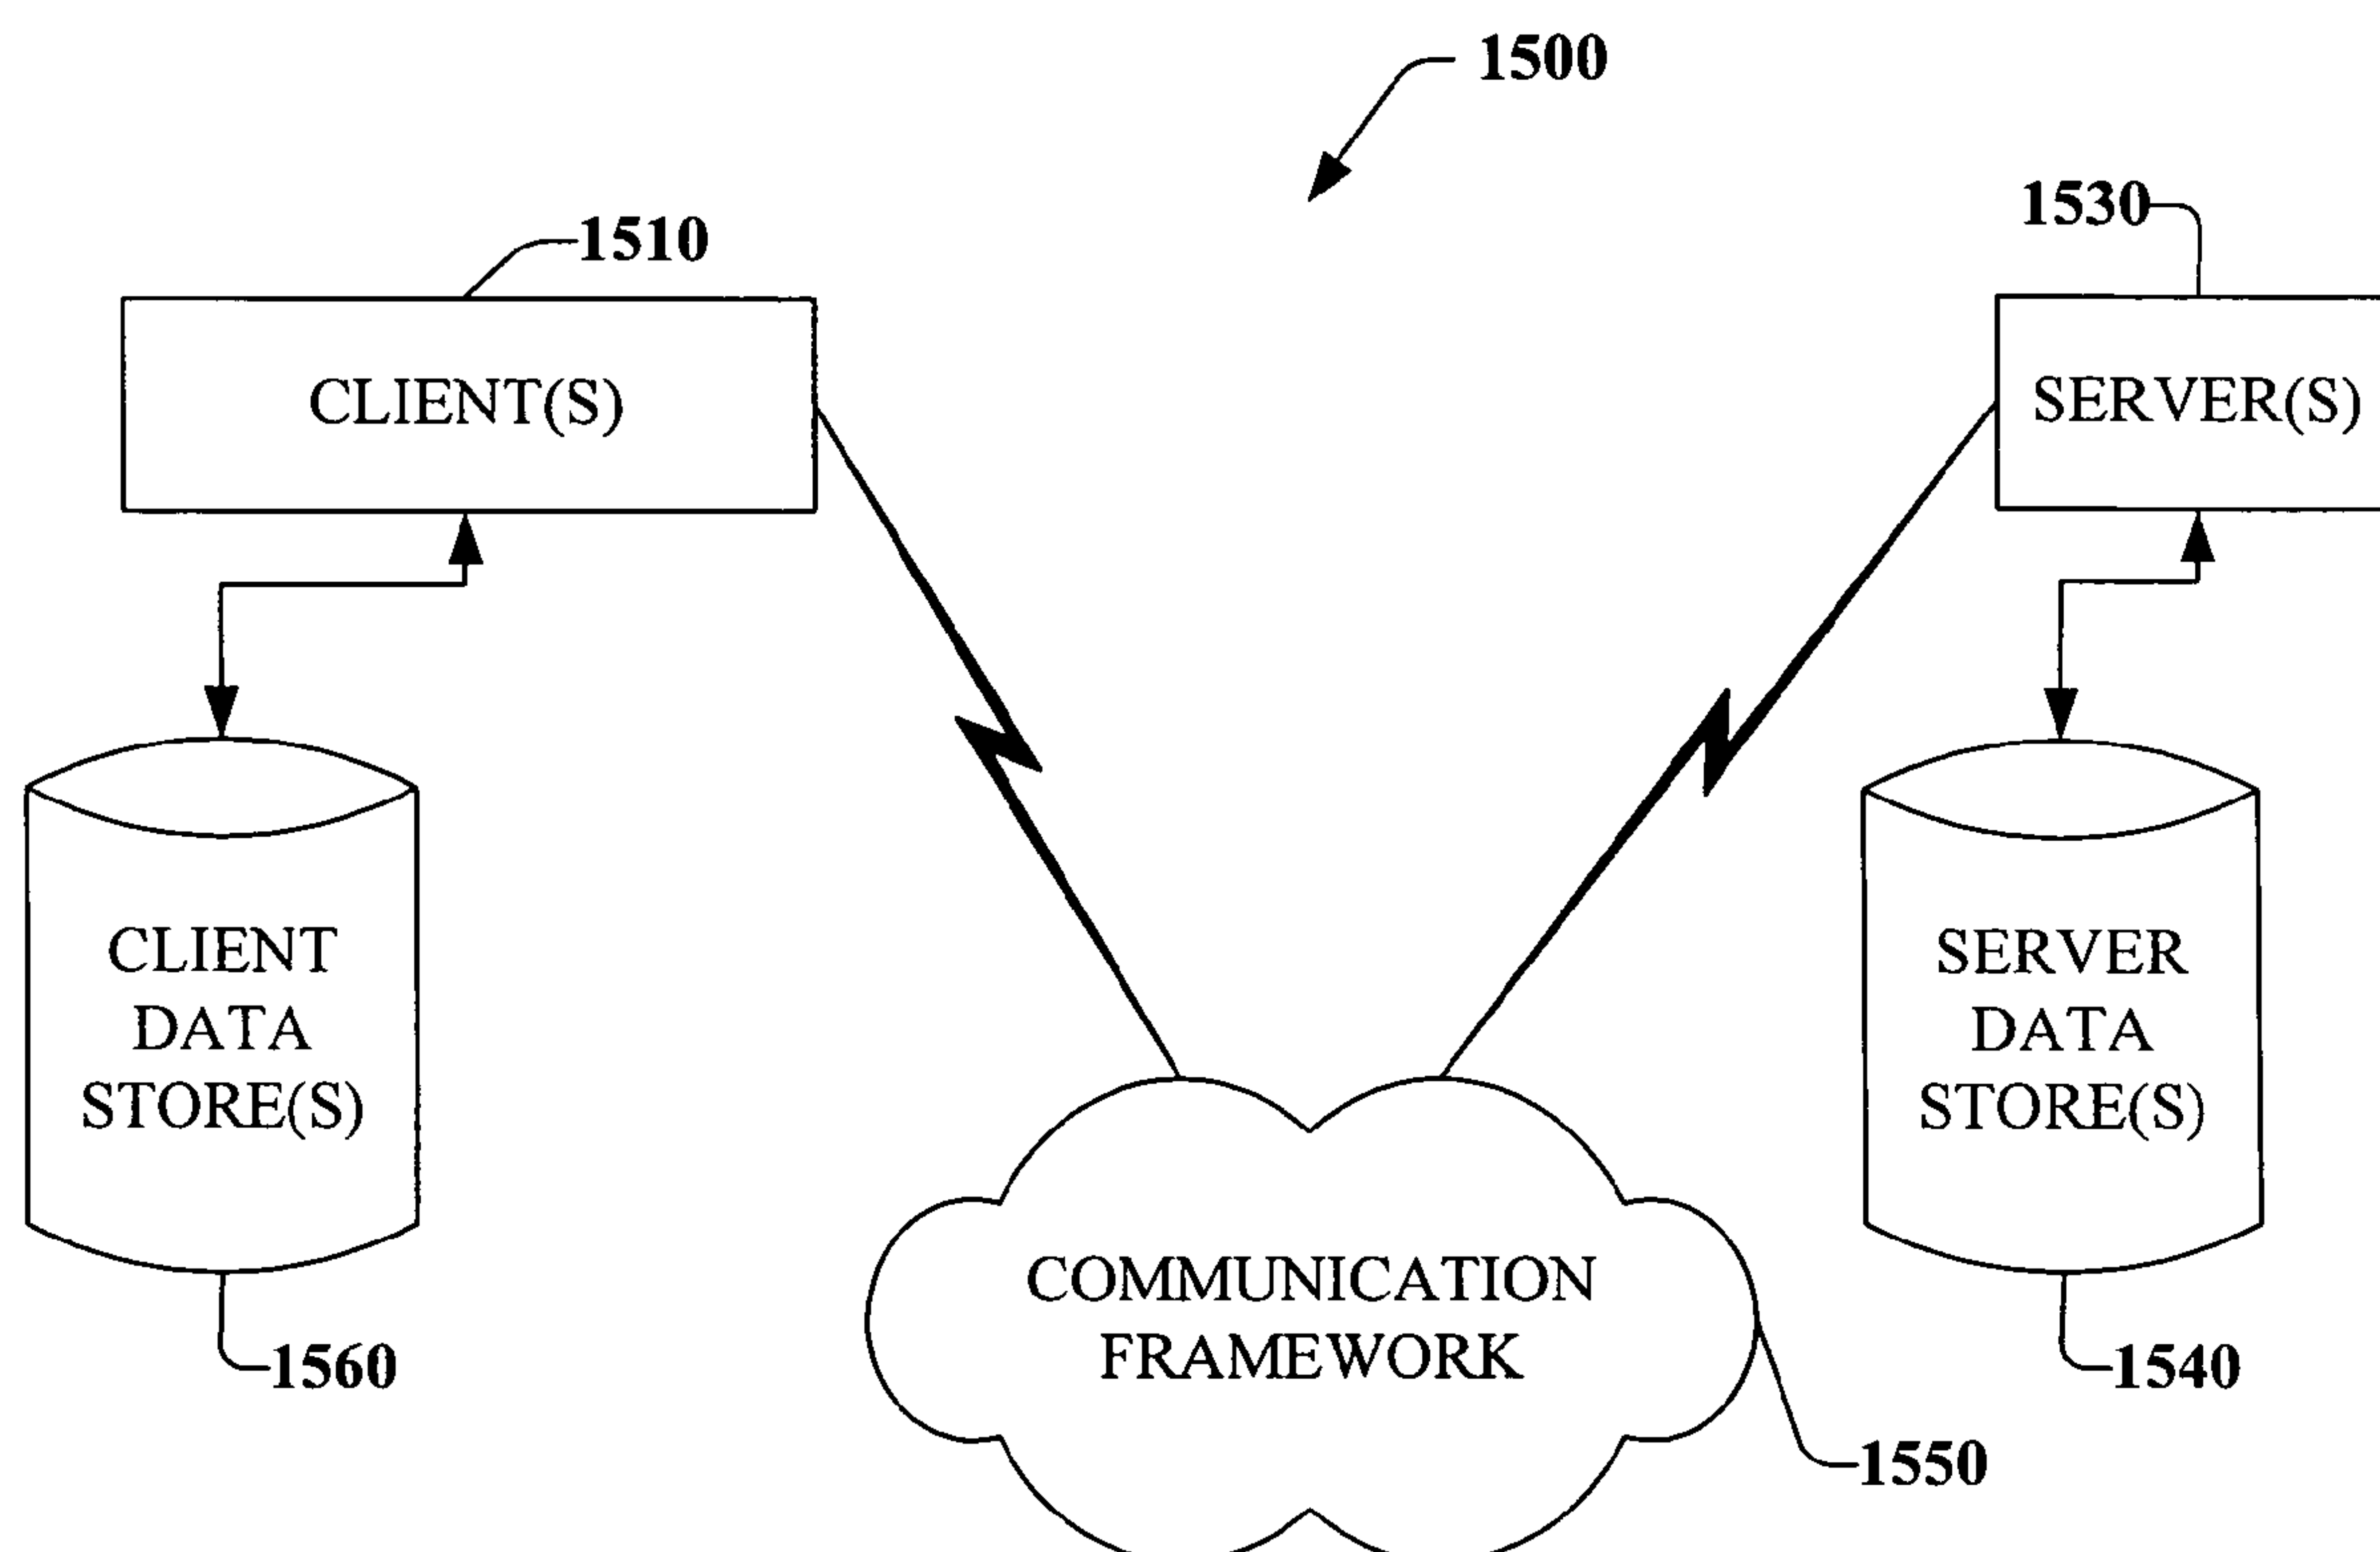 1500
1510
1530
CLIENT(S)
SERVER(S)
CLIENT
DATA
STORE(S)
SERVER
DATA
STORE(S)
COMMUNICATION
FRAMEWORK
1560
1540
1550